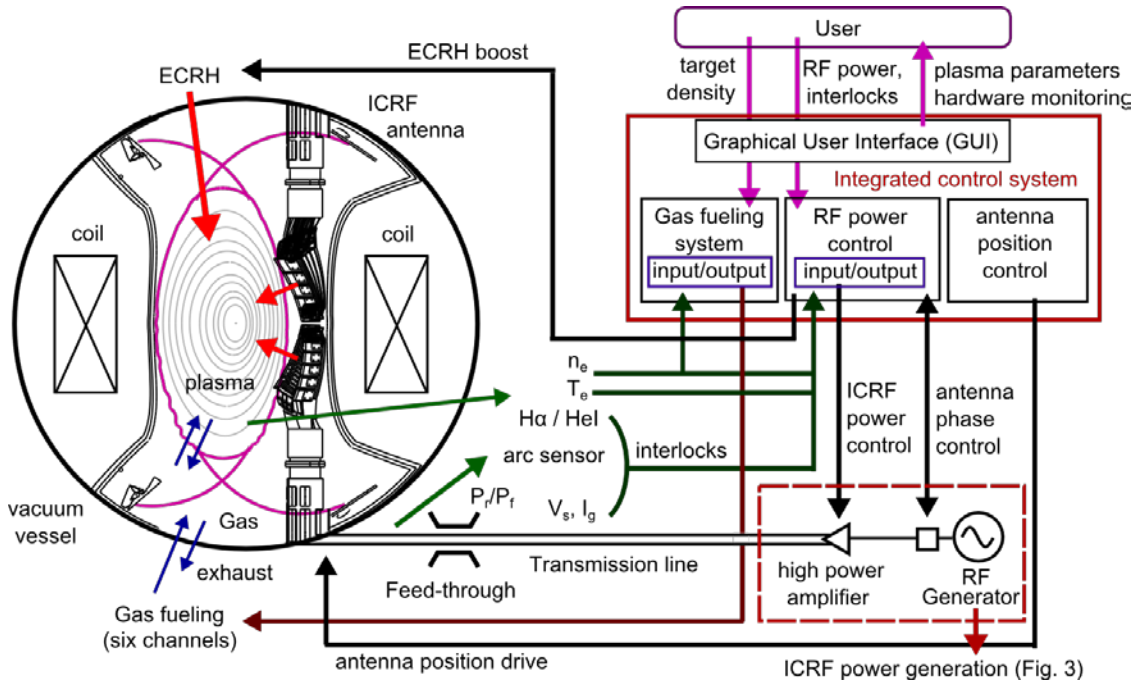 User
ECRH boost
target
density
RF power,
interlocks
plasma parameters
hardware monitoring
ECRH
ICRF
antenna
Graphical User Interface (GUI)
Integrated control system
Gas fueling
system
input/output
RF power
control
input/output
antenna
position
control
coil
coil
plasma
nₑ
Tₑ
Hα / HeI
arc sensor
interlocks
Pᵣ/P_f
Vₛ, I_g
ICRF
power
control
antenna
phase
control
vacuum
vessel
Gas
exhaust
Feed-through
Transmission line
high power
amplifier
RF
Generator
Gas fueling
(six channels)
antenna position drive
ICRF power generation (Fig. 3)